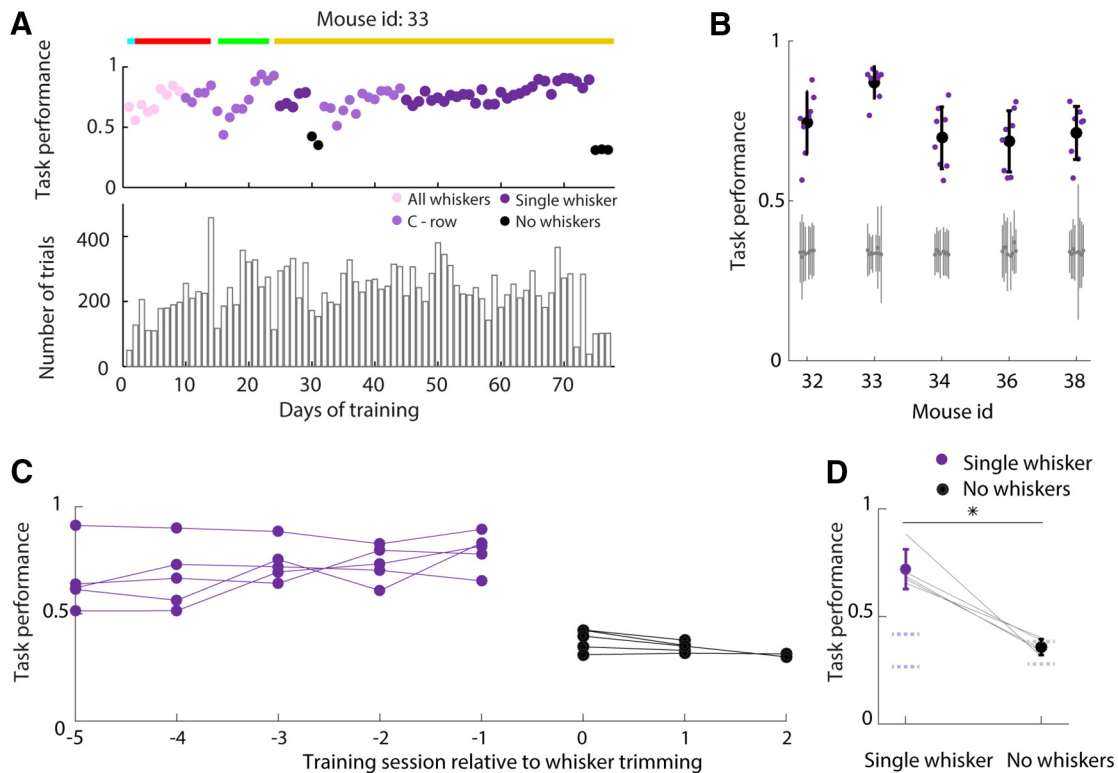 A
Mouse id: 33
Task performance
1
0.5
0
All whiskers
Single whisker
C - row
No whiskers
Number of trials
400
200
0
0 10 20 30 40 50 60 70
Days of training
B
Task performance
1
0.5
0
32 33 34 36 38
Mouse id
C
Task performance
1
0.5
0
-5 -4 -3 -2 -1 0 1 2
Training session relative to whisker trimming
D
Single whisker
No whiskers
*
Task performance
1
0.5
0
Single whisker No whiskers